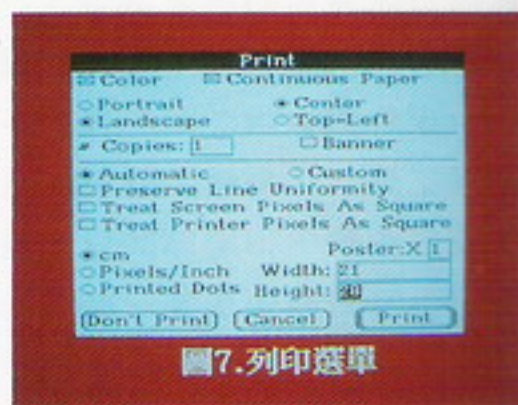 Print
Color Continuous Paper
Portrait Center
Landscape Top-Left
# Copies: 1 Banner
Automatic Custom
Preserve Line Uniformity
Treat Screen Pixels As Square
Treat Printer Pixels As Square
cm Poster:X 1
Pixels/Inch Width: 21
Printed Dots Height:
Don't Print Cancel Print
圖7.列印選單